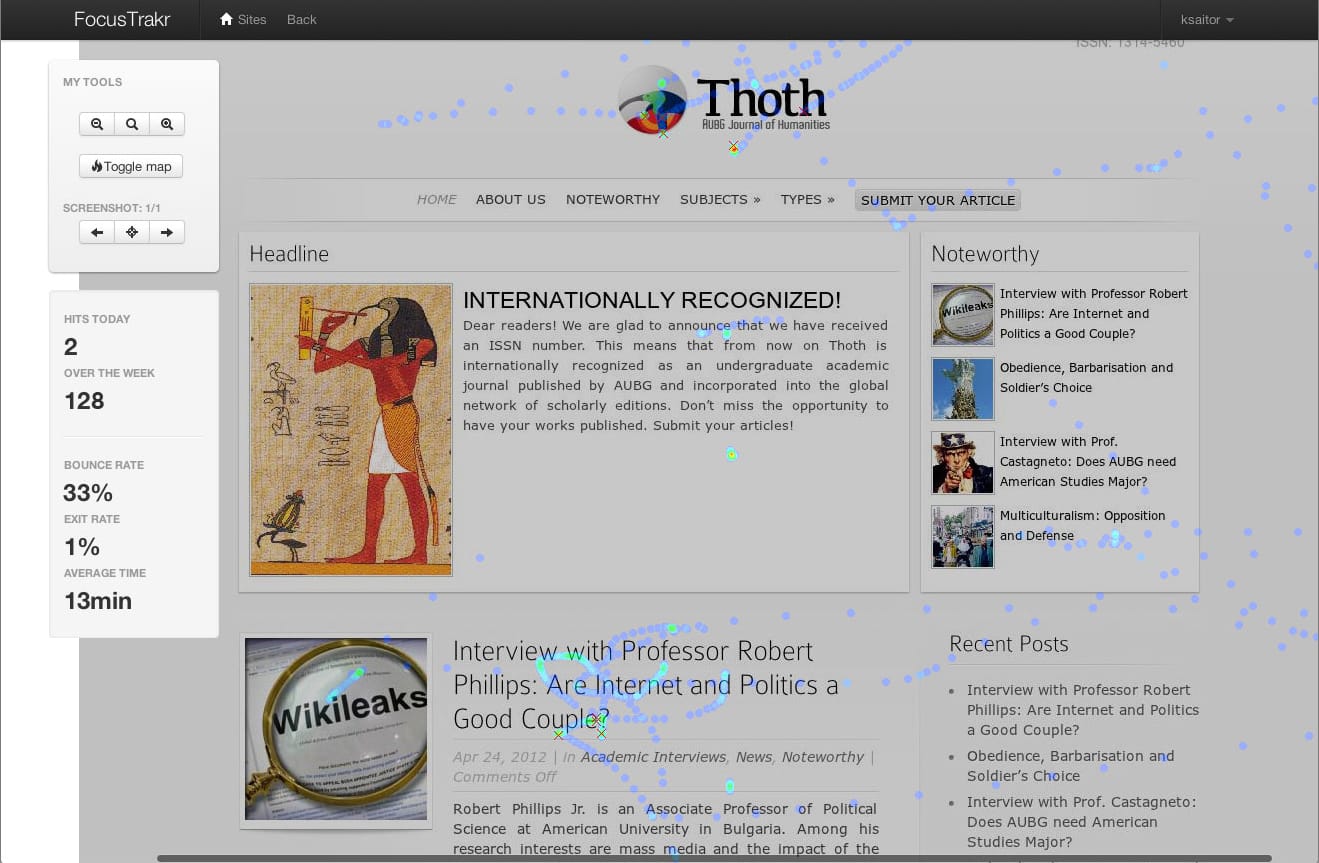 FocusTrakr
Sites
Back
ksaitor
MY TOOLS
Toggle map
SCREENSHOT: 1/1
HITS TODAY
2
OVER THE WEEK
128
BOUNCE RATE
33%
EXIT RATE
1%
AVERAGE TIME
13min
ISSN: 1314-5460
Thoth
AUBG Journal of Humanities
HOME
ABOUT US
NOTEWORTHY
SUBJECTS »
TYPES »
SUBMIT YOUR ARTICLE
Headline
INTERNATIONALLY RECOGNIZED!
Dear readers! We are glad to announce that we have received
an ISSN number. This means that from now on Thoth is
internationally recognized as an undergraduate academic
journal published by AUBG and incorporated into the global
network of scholarly editions. Don't miss the opportunity to
have your works published. Submit your articles!
Noteworthy
Wikileaks
Interview with Professor Robert
Phillips: Are Internet and
Politics a Good Couple?
Obedience, Barbarisation and
Soldier's Choice
Interview with Prof.
Castagneto: Does AUBG need
American Studies Major?
Multiculturalism: Opposition
and Defense
Wikileaks
Interview with Professor Robert
Phillips: Are Internet and Politics a
Good Couple?
Apr 24, 2012 | In Academic Interviews, News, Noteworthy |
Comments Off
Robert Phillips Jr. is an Associate Professor of Political
Science at American University in Bulgaria. Among his
research interests are mass media and the impact of the
Recent Posts
Interview with Professor Robert
Phillips: Are Internet and Politics
a Good Couple?
Obedience, Barbarisation and
Soldier's Choice
Interview with Prof. Castagneto:
Does AUBG need American
Studies Major?